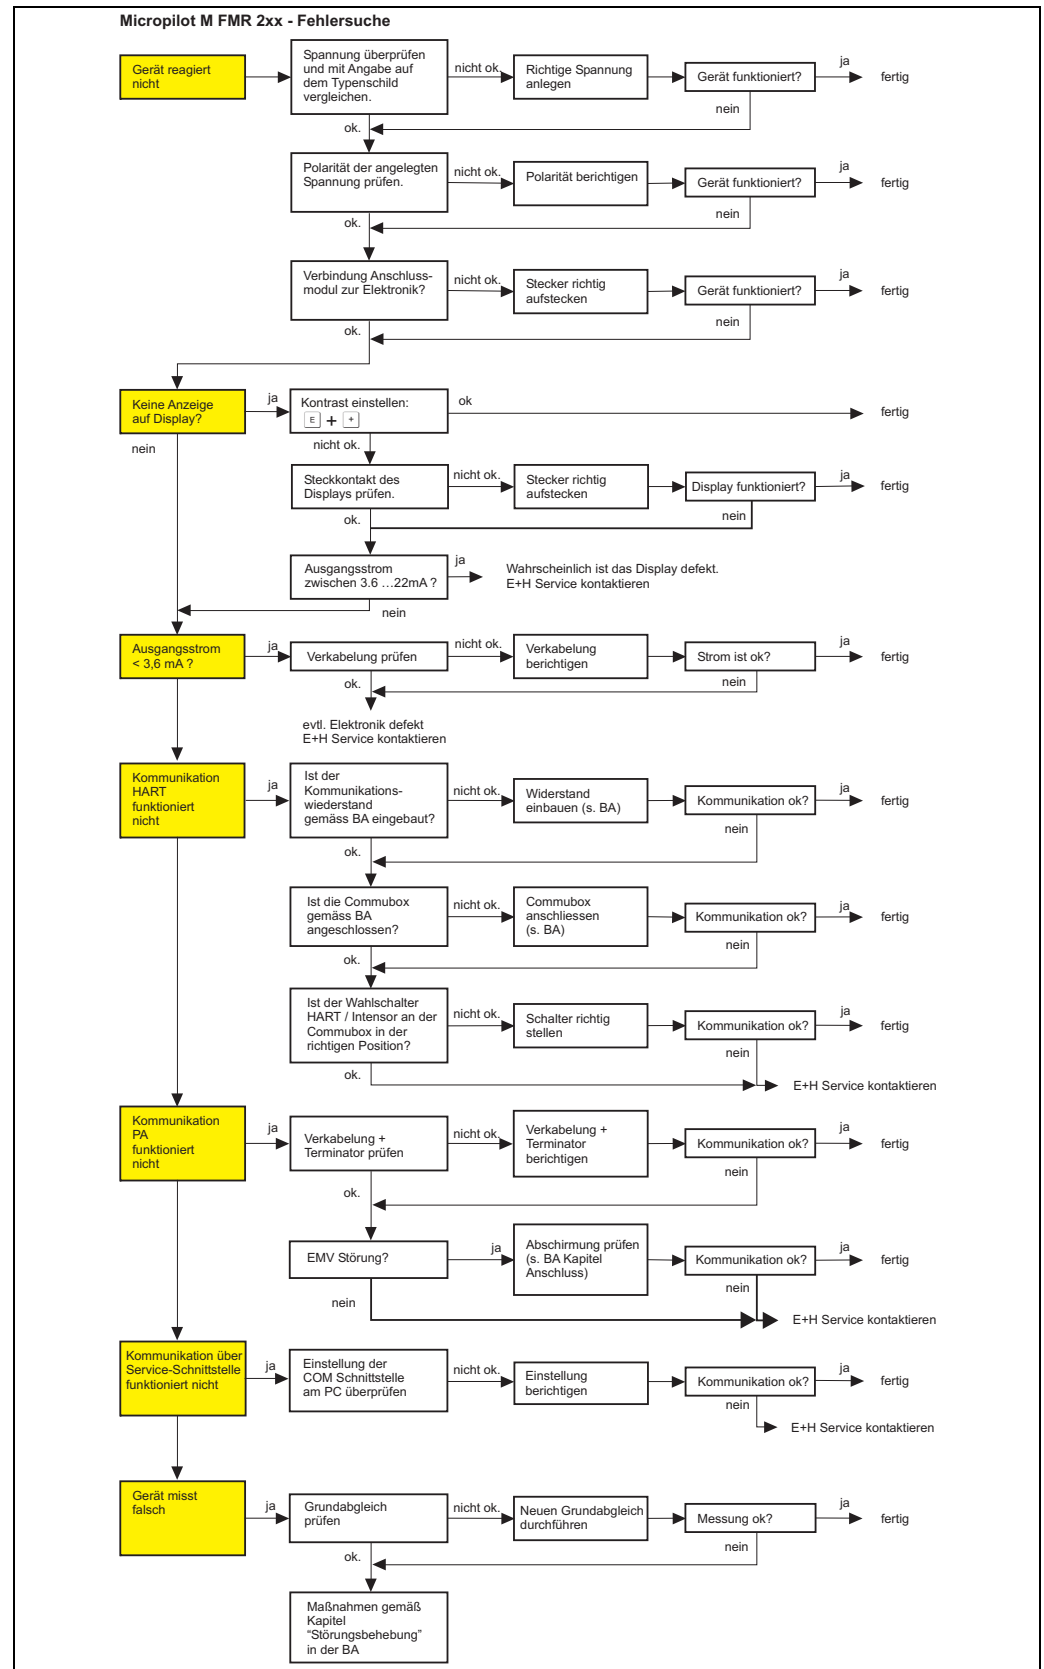 Micropilot M FMR 2xx - Fehlersuche
Gerät reagiert
nicht
Spannung überprüfen
und mit Angabe auf
dem Typenschild
vergleichen.
nicht ok.
Richtige Spannung
anlegen
Gerät funktioniert?
ja
fertig
nein
ok.
Polarität der angelegten
Spannung prüfen.
nicht ok.
Polarität berichtigen
Gerät funktioniert?
ja
fertig
nein
ok.
Verbindung Anschluss-
modul zur Elektronik?
nicht ok.
Stecker richtig
aufstecken
Gerät funktioniert?
ja
fertig
nein
ok.
Keine Anzeige
auf Display?
ja
Kontrast einstellen:
E + +
ok
fertig
nein
nicht ok.
Steckkontakt des
Displays prüfen.
nicht ok.
Stecker richtig
aufstecken
Display funktioniert?
ja
fertig
nein
ok.
Ausgangsstrom
zwischen 3.6 ...22mA ?
ja
Wahrscheinlich ist das Display defekt.
E+H Service kontaktieren
nein
Ausgangsstrom
< 3,6 mA ?
ja
Verkabelung prüfen
nicht ok.
Verkabelung
berichtigen
Strom ist ok?
ja
fertig
nein
ok.
evtl. Elektronik defekt
E+H Service kontaktieren
Kommunikation
HART
funktioniert
nicht
ja
Ist der
Kommunikations-
wiederstand
gemäss BA eingebaut?
nicht ok.
Widerstand
einbauen (s. BA)
Kommunikation ok?
ja
fertig
nein
ok.
Ist die Commubox
gemäss BA
angeschlossen?
nicht ok.
Commubox
anschliessen
(s. BA)
Kommunikation ok?
ja
fertig
nein
ok.
Ist der Wahlschalter
HART / Intensor an der
Commubox in der
richtigen Position?
nicht ok.
Schalter richtig
stellen
Kommunikation ok?
ja
fertig
nein
ok.
E+H Service kontaktieren
Kommunikation
PA
funktioniert
nicht
ja
Verkabelung +
Terminator prüfen
nicht ok.
Verkabelung +
Terminator
berichtigen
Kommunikation ok?
ja
fertig
nein
ok.
EMV Störung?
ja
Abschirmung prüfen
(s. BA Kapitel
Anschluss)
Kommunikation ok?
ja
fertig
nein
nein
E+H Service kontaktieren
Kommunikation über
Service-Schnittstelle
funktioniert nicht
ja
Einstellung der
COM Schnittstelle
am PC überprüfen
nicht ok.
Einstellung
berichtigen
Kommunikation ok?
ja
fertig
nein
E+H Service kontaktieren
Gerät misst
falsch
ja
Grundabgleich
prüfen
nicht ok.
Neuen Grundabgleich
durchführen
Messung ok?
ja
fertig
nein
ok.
Maßnahmen gemäß
Kapitel
“Störungsbehebung”
in der BA